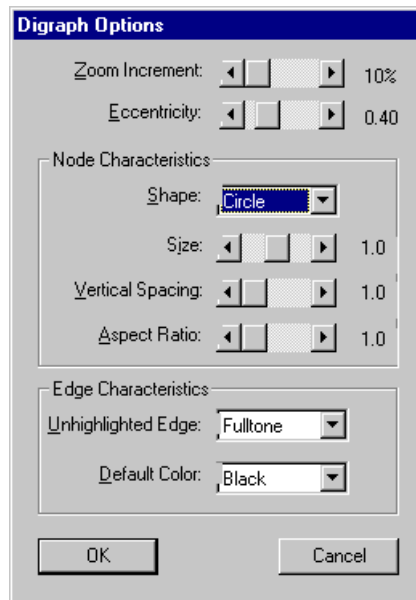 Digraph Options
Zoom Increment: 10%
Eccentricity: 0.40
Node Characteristics
Shape: Circle
Size: 1.0
Vertical Spacing: 1.0
Aspect Ratio: 1.0
Edge Characteristics
Unhighlighted Edge: Fulltone
Default Color: Black
OK Cancel